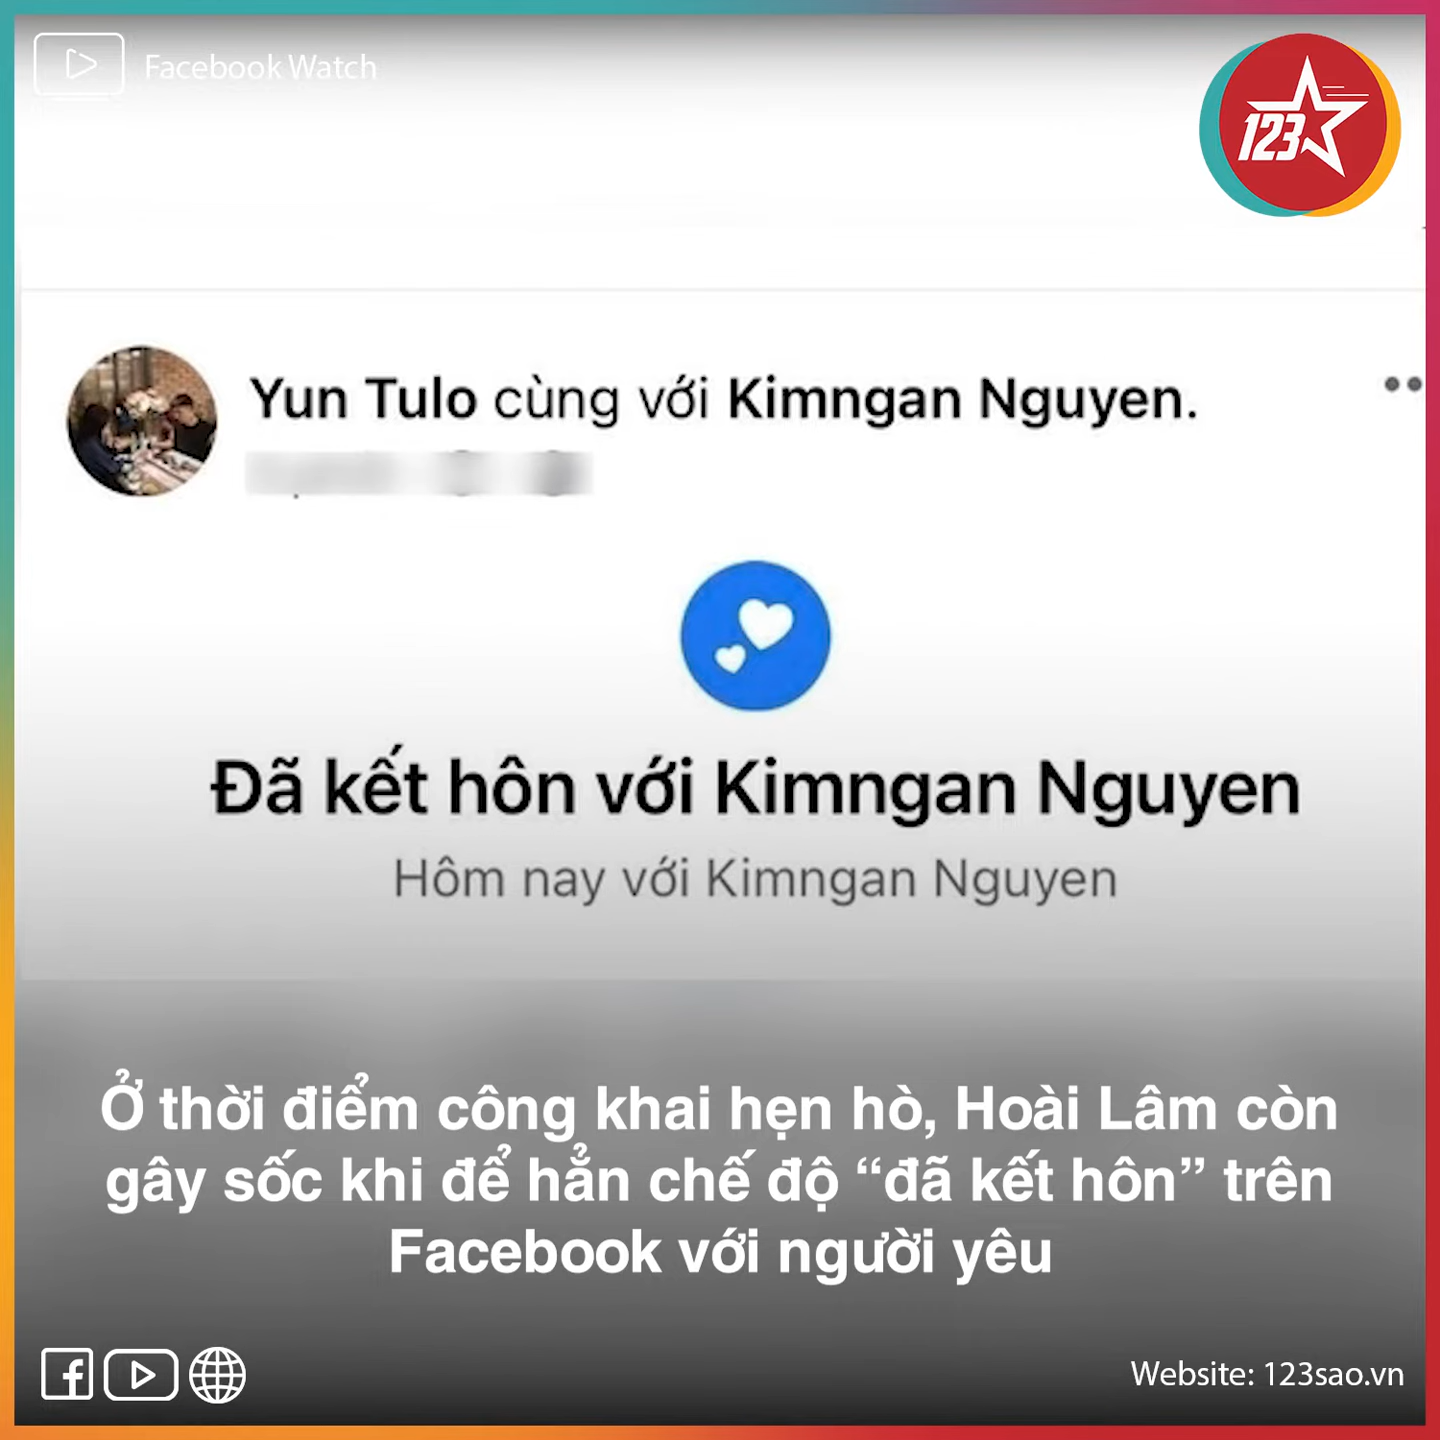 Facebook Watch
123
Yun Tulo cùng với Kimngan Nguyen.
Đã kết hôn với Kimngan Nguyen
Hôm nay với Kimngan Nguyen
Ở thời điểm công khai hẹn hò, Hoài Lâm còn
gây sốc khi để hẳn chế độ “đã kết hôn” trên
Facebook với người yêu
Website: 123sao.vn